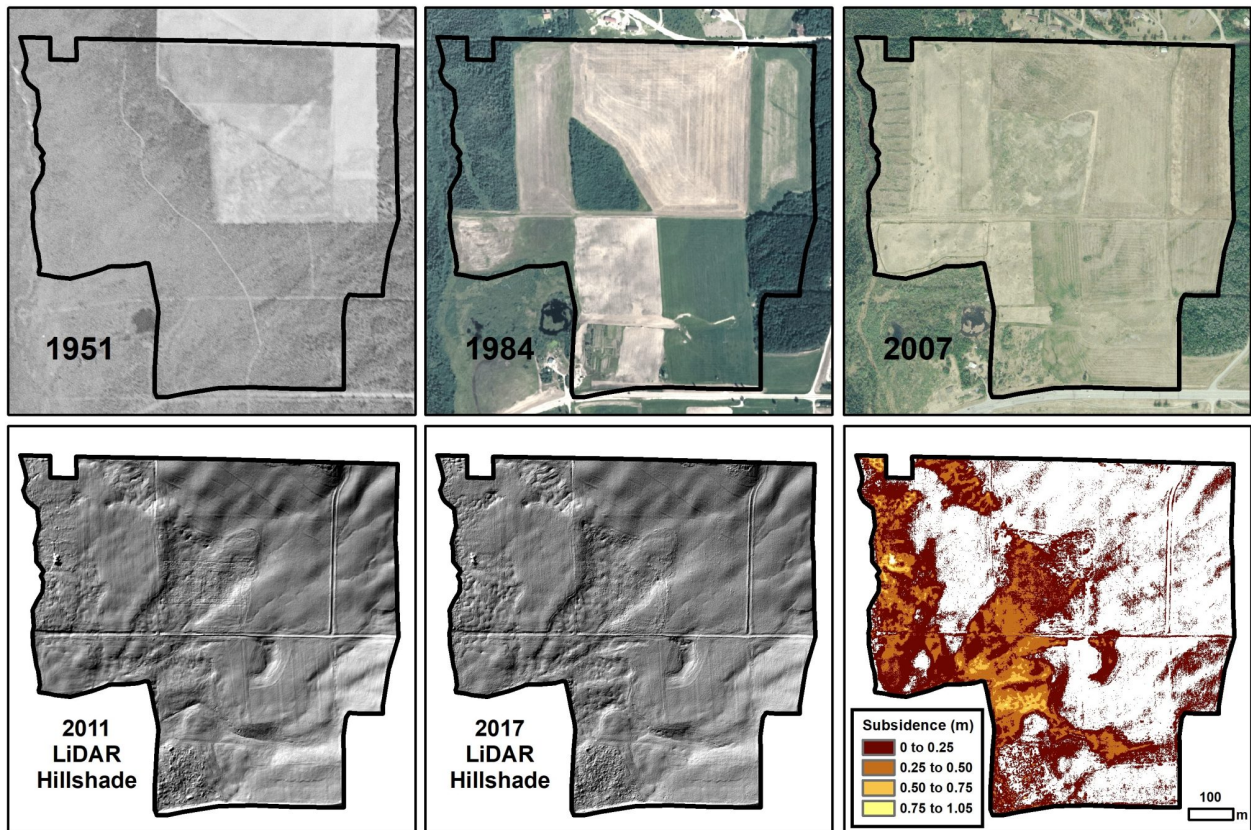 1951
1984
2007
2011
LiDAR
Hillshade
2017
LiDAR
Hillshade
Subsidence (m)
0 to 0.25
0.25 to 0.50
0.50 to 0.75
0.75 to 1.05
100
m